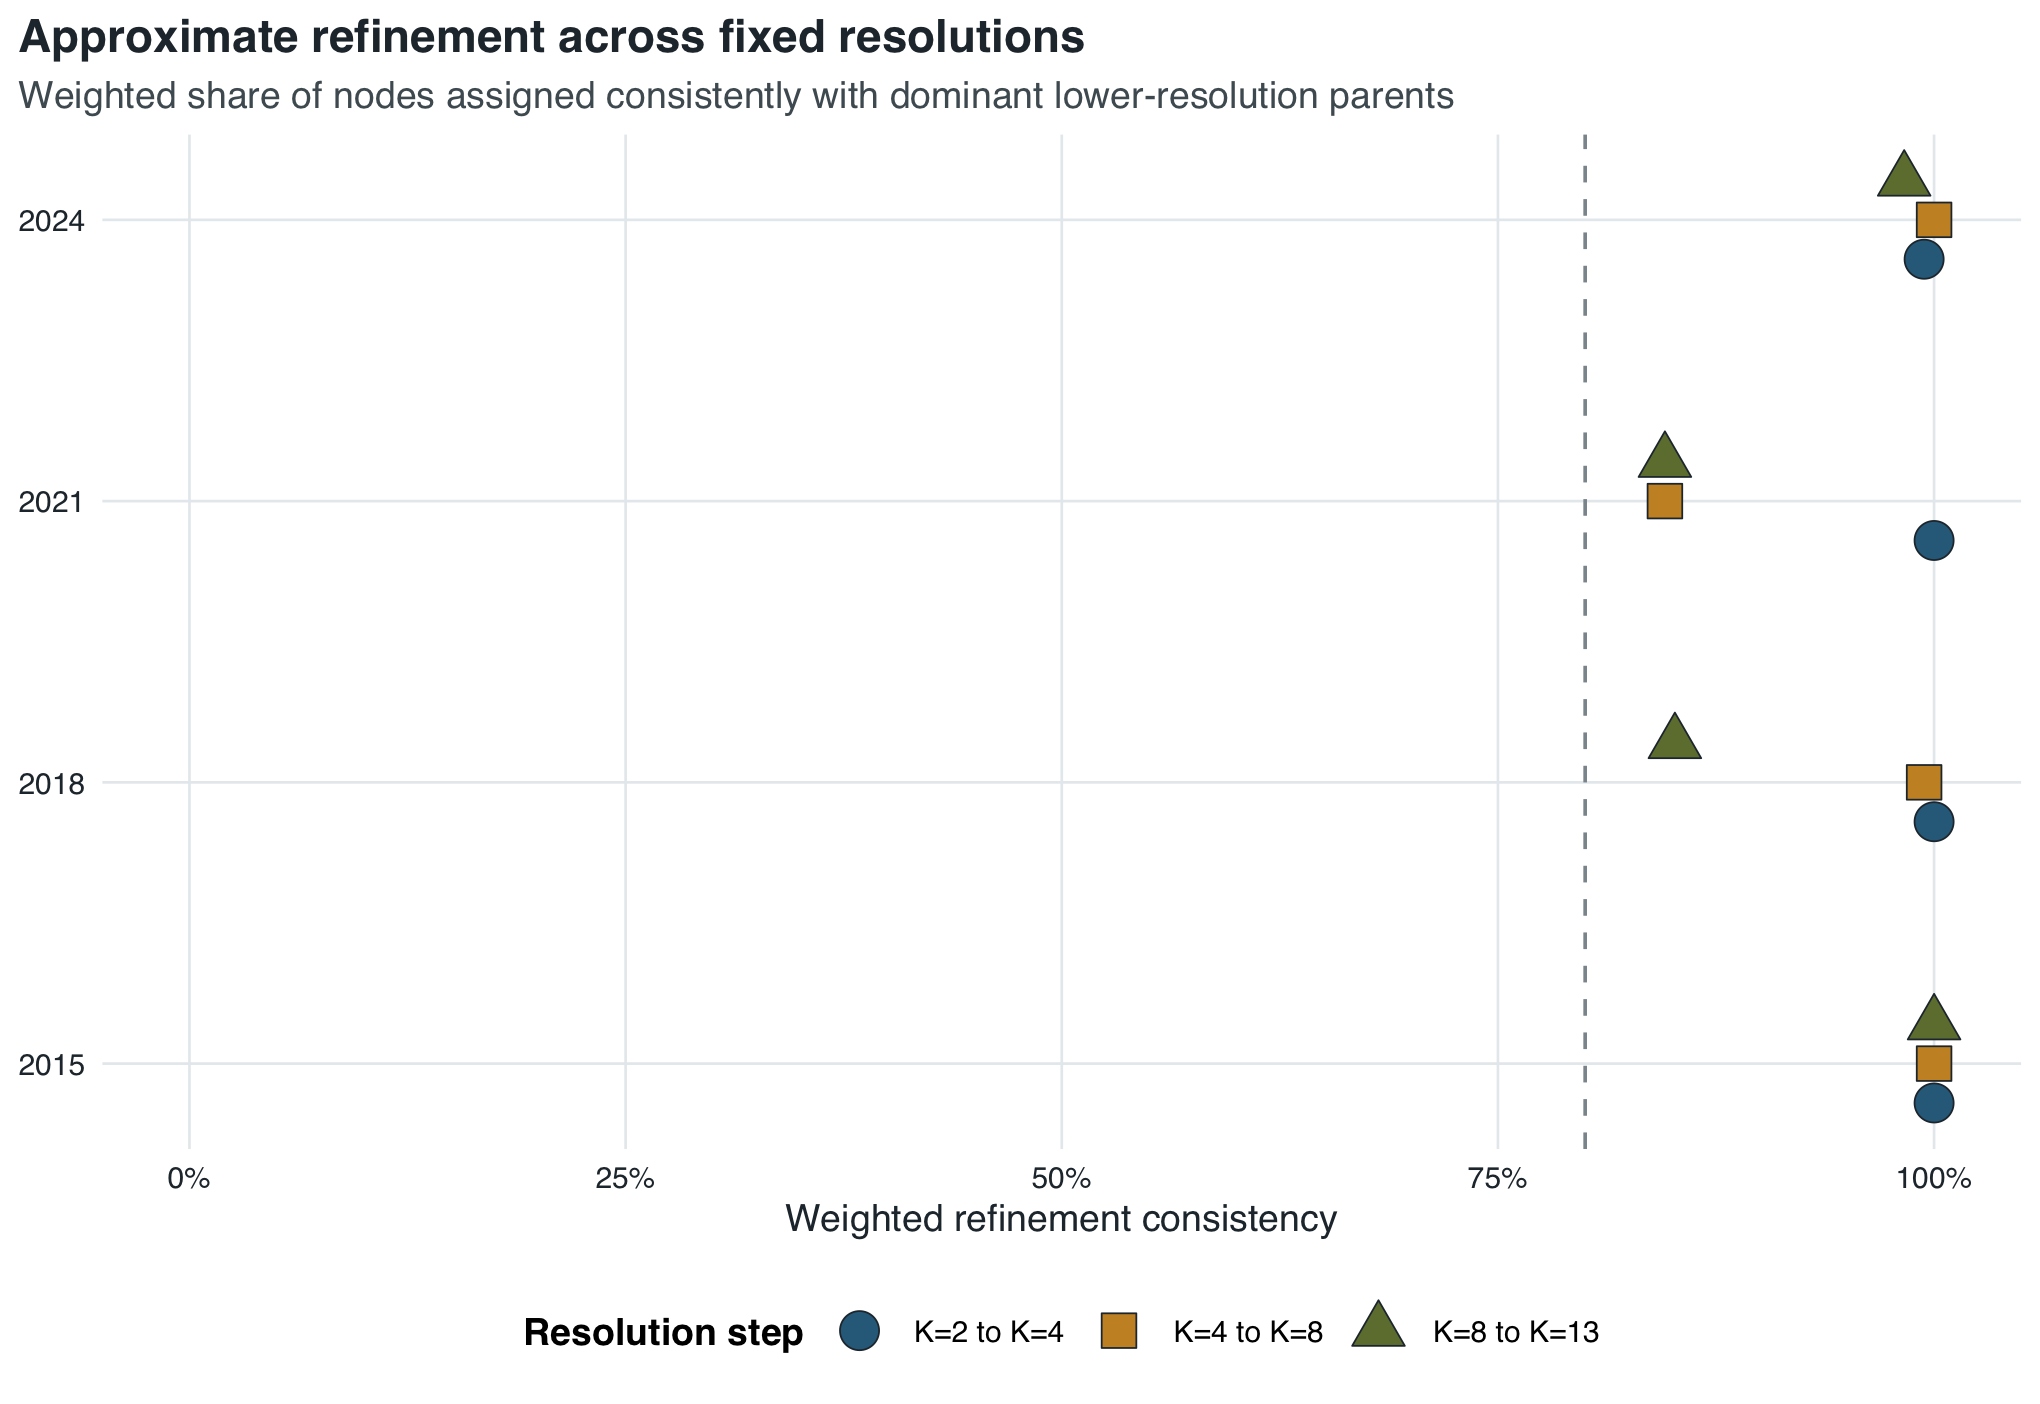 Approximate refinement across fixed resolutions
Weighted share of nodes assigned consistently with dominant lower-resolution parents
2024
2021
2018
2015
0% 25% 50% 75% 100%
Weighted refinement consistency
Resolution step K=2 to K=4 K=4 to K=8 K=8 to K=13